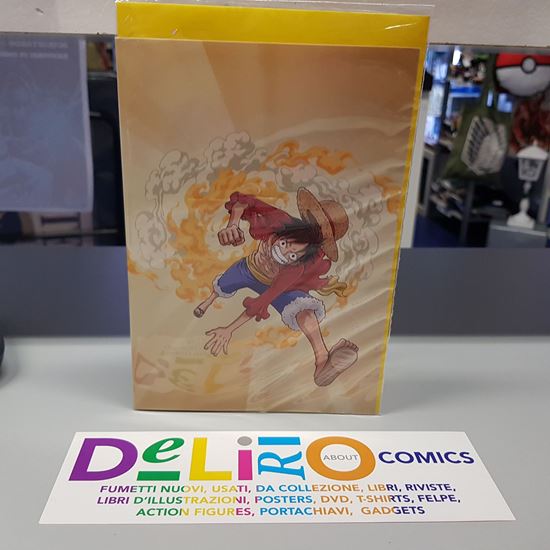 DeLiRiO ABOUT COMICS
FUMETTI NUOVI, USATI, DA COLLEZIONE, LIBRI, RIVISTE,
LIBRI D'ILLUSTRAZIONI, POSTERS, DVD, T-SHIRTS, FELPE,
ACTION FIGURES, PORTACHIAVI, GADGETS